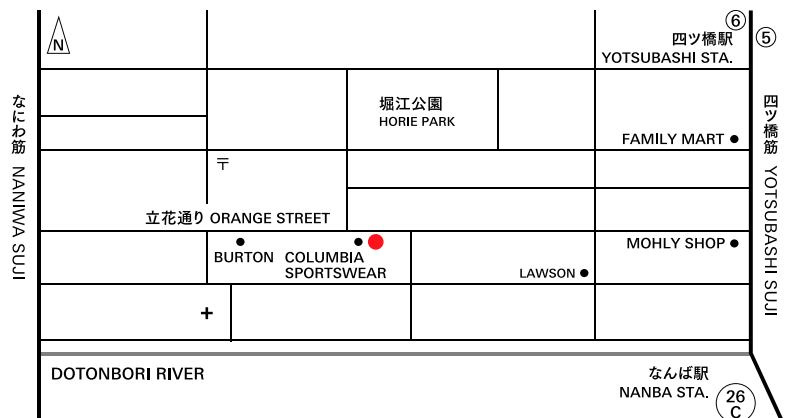 N
⑥
⑤
四ツ橋駅
YOTSUBASHI STA.
なにわ筋 NANIWA SUJI
堀江公園
HORIE PARK
四ツ橋筋 YOTSUBASHI SUJI
FAMILY MART
〒
立花通り ORANGE STREET
BURTON
COLUMBIA
SPORTSWEAR
MOHLY SHOP
LAWSON
DOTONBORI RIVER
なんば駅
NANBA STA.
26
C